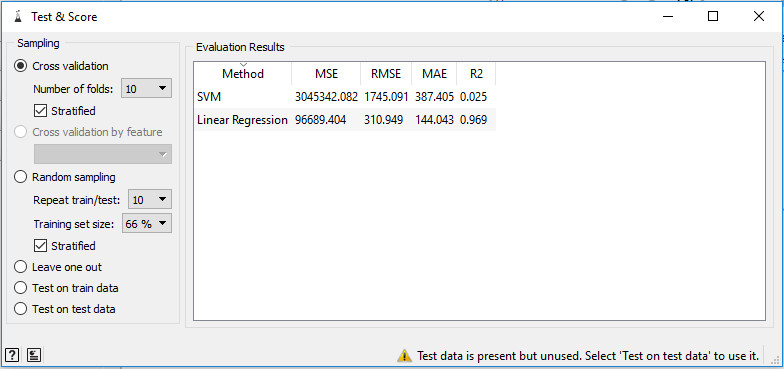 Test & Score
Sampling
Cross validation
Number of folds: 10
Stratified
Cross validation by feature
Random sampling
Repeat train/test: 10
Training set size: 66 %
Stratified
Leave one out
Test on train data
Test on test data
Evaluation Results
Method MSE RMSE MAE R2
SVM 3045342.082 1745.091 387.405 0.025
Linear Regression 96689.404 310.949 144.043 0.969
? Test data is present but unused. Select 'Test on test data' to use it.